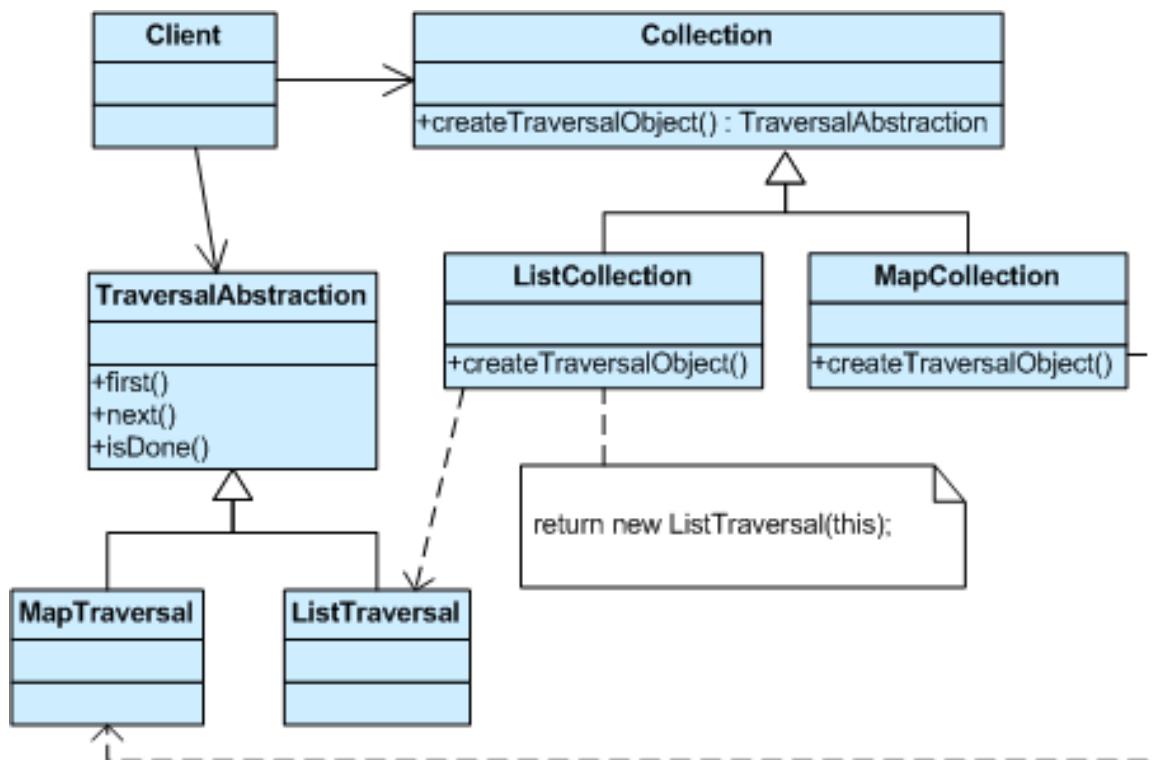 Client
Collection
+createTraversalObject() : TraversalAbstraction
TraversalAbstraction
+first()
+next()
+isDone()
ListCollection
+createTraversalObject()
MapCollection
+createTraversalObject()
return new ListTraversal(this);
MapTraversal
ListTraversal